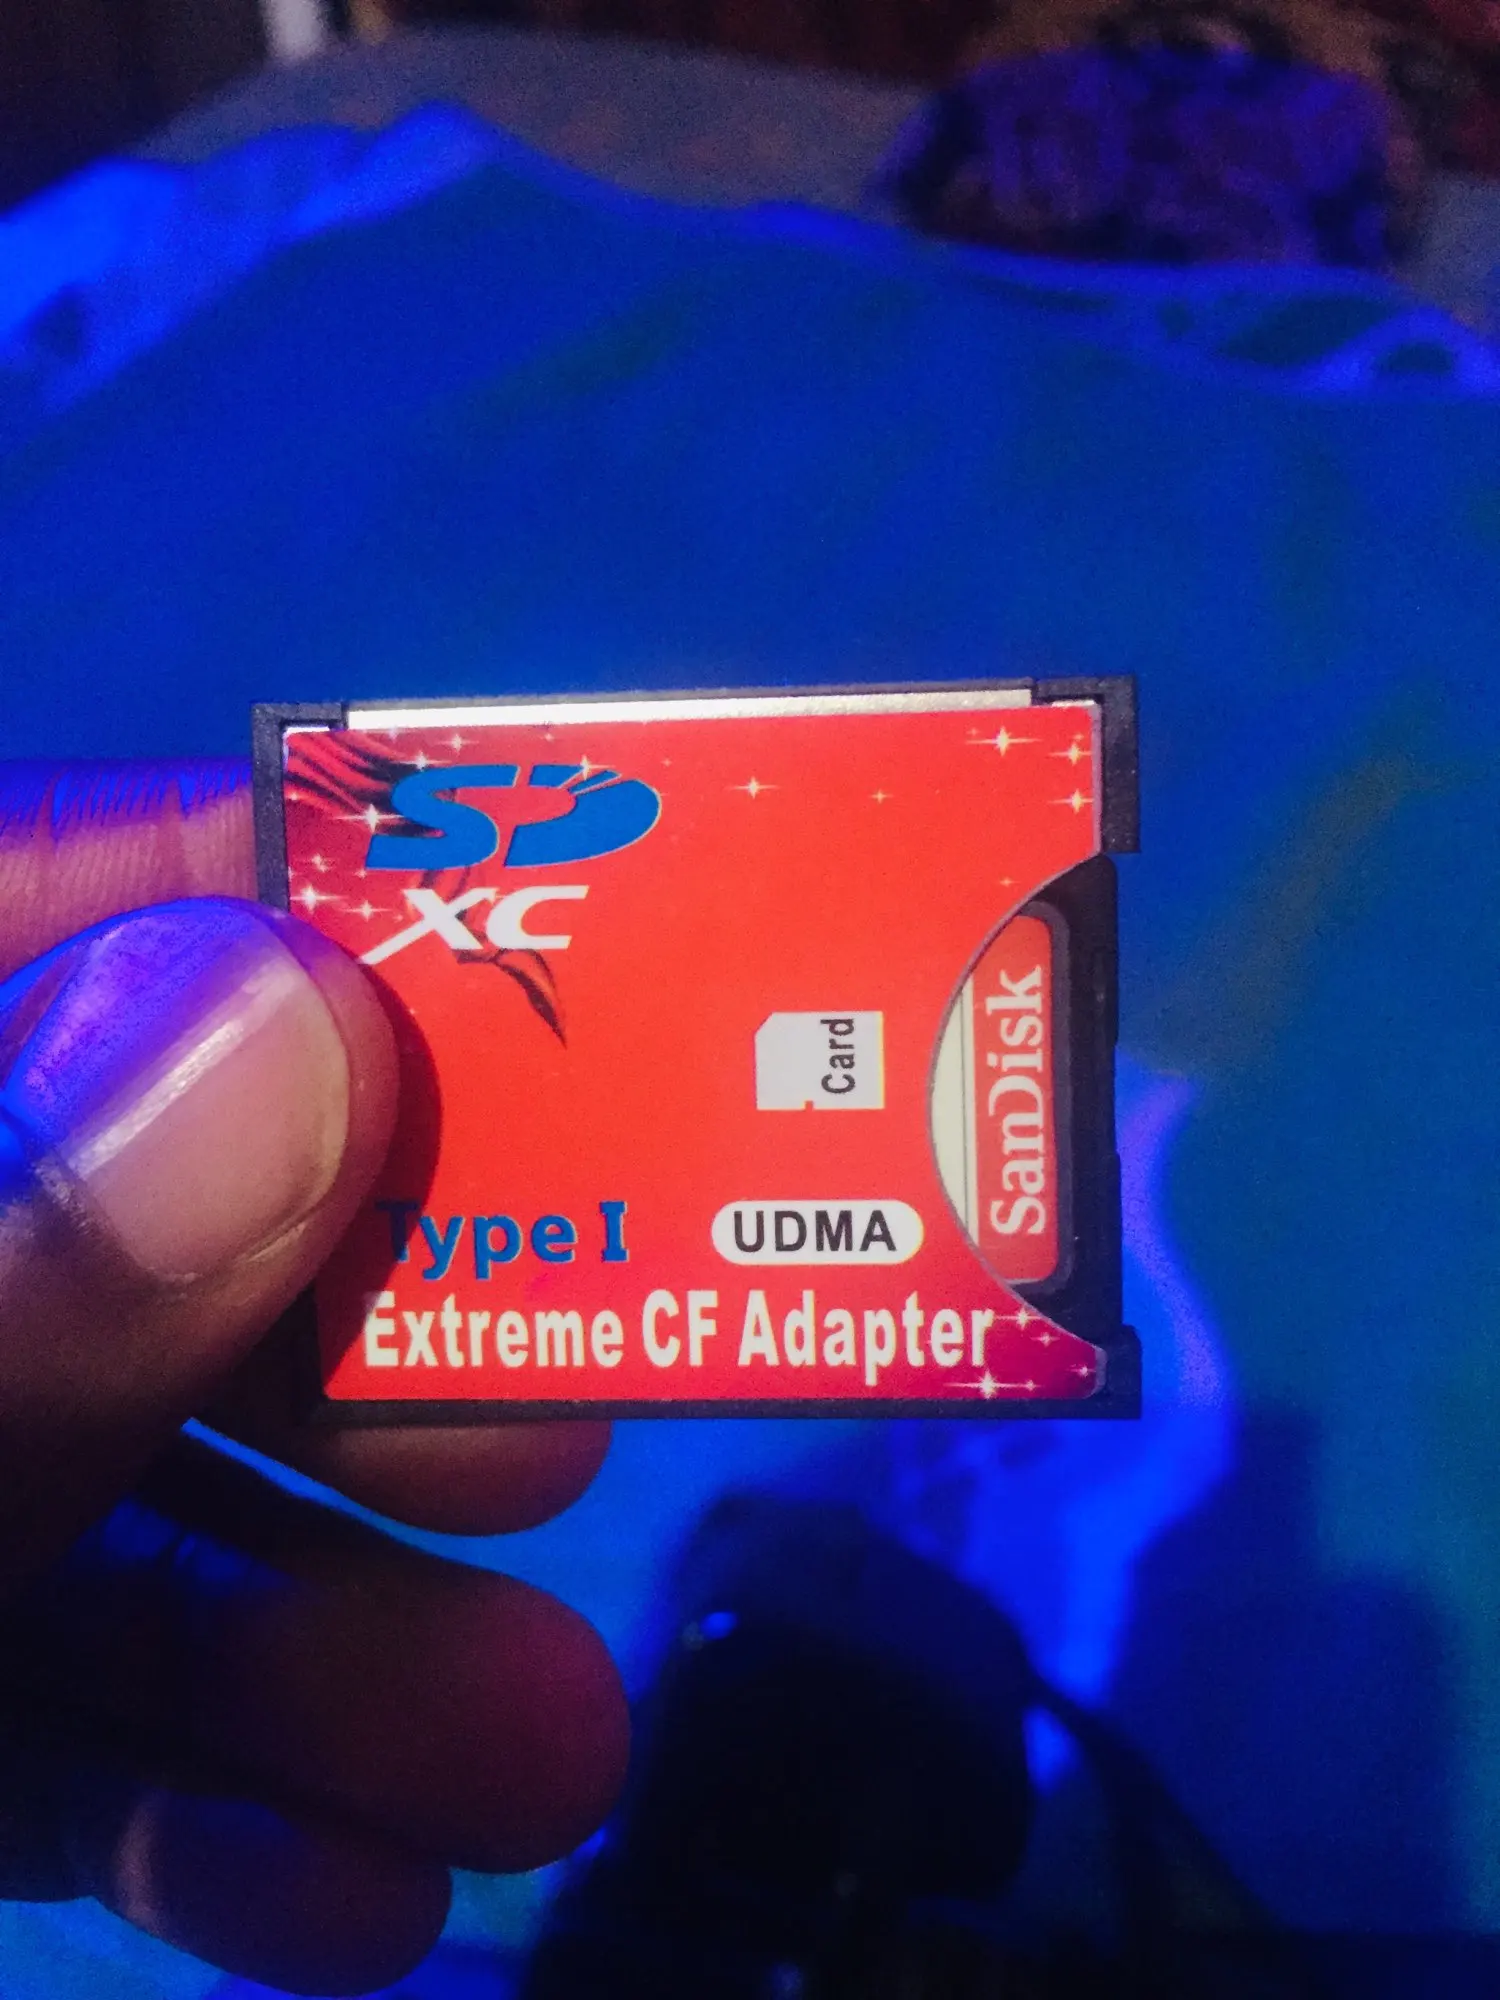 SD
XC
Card
SanDisk
Type I UDMA
Extreme CF Adapter